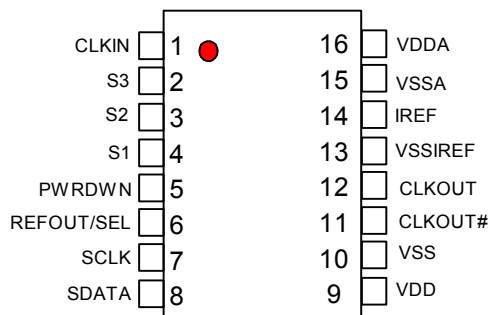 CLKIN 1 16 VDDA
S3 2 15 VSSA
S2 3 14 IREF
S1 4 13 VSSIREF
PWRDWN 5 12 CLKOUT
REFOUT/SEL 6 11 CLKOUT#
SCLK 7 10 VSS
SDATA 8 9 VDD